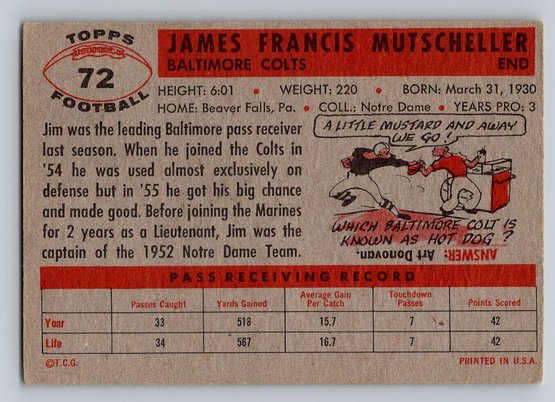 TOPPS
72
FOOTBALL
JAMES FRANCIS MUTSCHELLER
BALTIMORE COLTS END
HEIGHT: 6:01 • WEIGHT: 220 • BORN: March 31, 1930
HOME: Beaver Falls, Pa. • COLL.: Notre Dame • YEARS PRO: 3
Jim was the leading Baltimore pass receiver
last season. When he joined the Colts in
'54 he was used almost exclusively on
defense but in '55 he got his big chance
and made good. Before joining the Marines
for 2 years as a Lieutenant, Jim was the
captain of the 1952 Notre Dame Team.
A LITTLE MUSTARD AND AWAY
WE GO!
WHICH BALTIMORE COLT IS
KNOWN AS HOT DOG?
ANSWER: Art Donovan.
PASS RECEIVING RECORD
Passes Caught Yards Gained Average Gain Per Catch Touchdown Passes Points Scored
Year 33 518 15.7 7 42
Life 34 567 16.7 7 42
©T.C.G. PRINTED IN U.S.A.